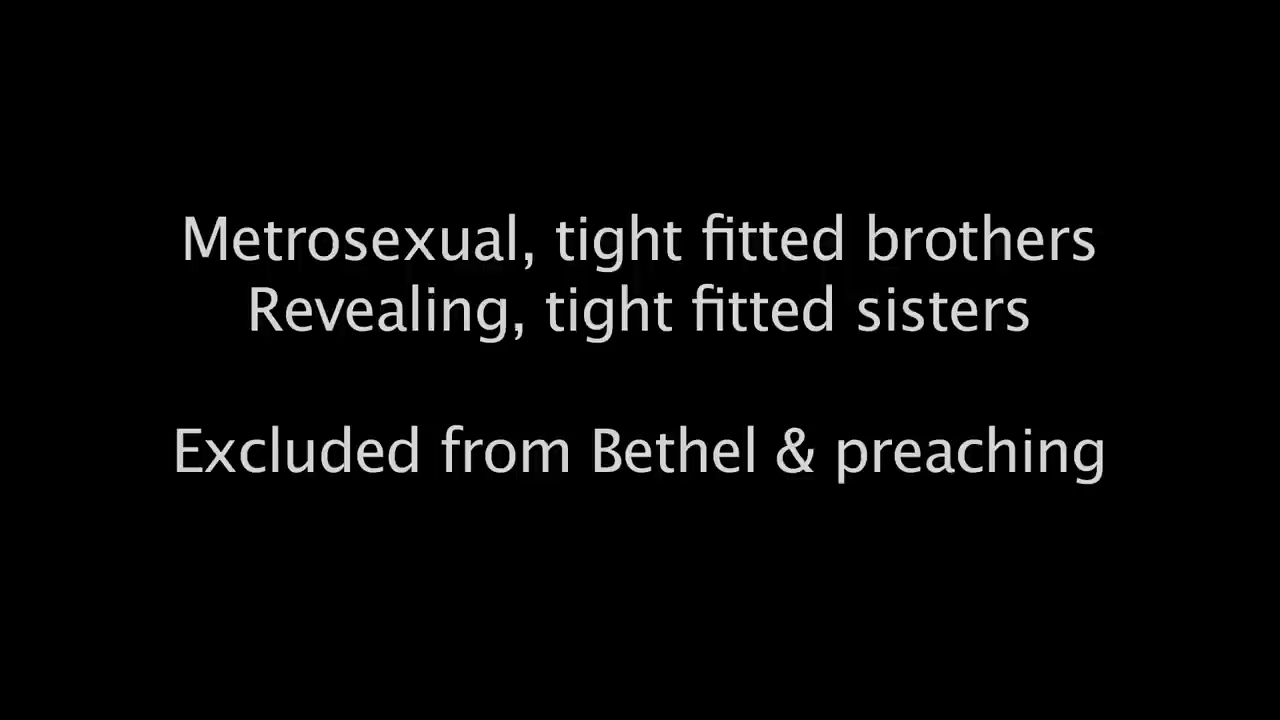 Metrosexual, tight fitted brothers
Revealing, tight fitted sisters
Excluded from Bethel & preaching